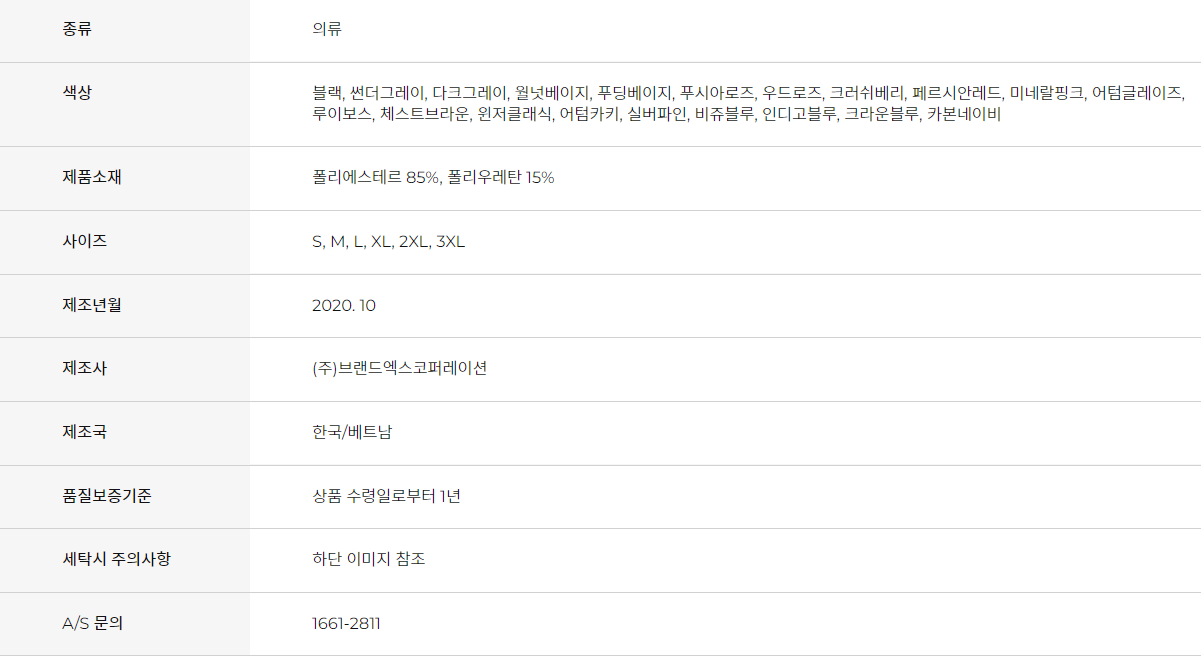 종류 의류
색상 블랙, 썬더그레이, 다크그레이, 월넛베이지, 푸딩베이지, 푸시아로즈, 우드로즈, 크러쉬베리, 페르시안레드, 미네랄핑크, 어텀글레이즈,
루이보스, 체스트브라운, 윈저클래식, 어텀카키, 실버파인, 비쥬블루, 인디고블루, 크라운블루, 카본네이비
제품소재 폴리에스테르 85%, 폴리우레탄 15%
사이즈 S, M, L, XL, 2XL, 3XL
제조년월 2020. 10
제조사 (주)브랜드엑스코퍼레이션
제조국 한국/베트남
품질보증기준 상품 수령일로부터 1년
세탁시 주의사항 하단 이미지 참조
A/S 문의 1661-2811